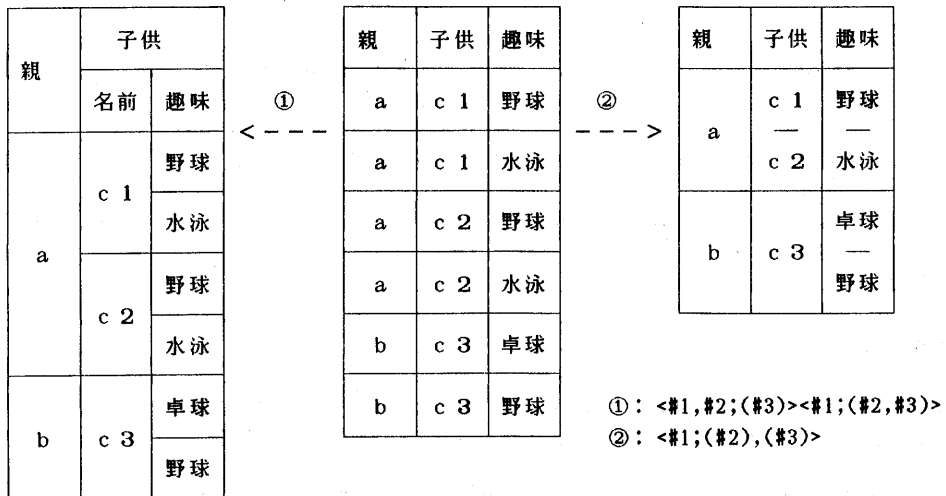 親 子供
名前 趣味
a c 1 野球
水泳
c 2 野球
水泳
b c 3 卓球
野球
①
<---
親 子供 趣味
a c 1 野球
a c 1 水泳
a c 2 野球
a c 2 水泳
b c 3 卓球
b c 3 野球
②
--->
親 子供 趣味
a c 1 野球
— —
c 2 水泳
b c 3 卓球
—
野球
①: <#1,#2;(#3)><#1;(#2,#3)>
②: <#1;(#2),(#3)>